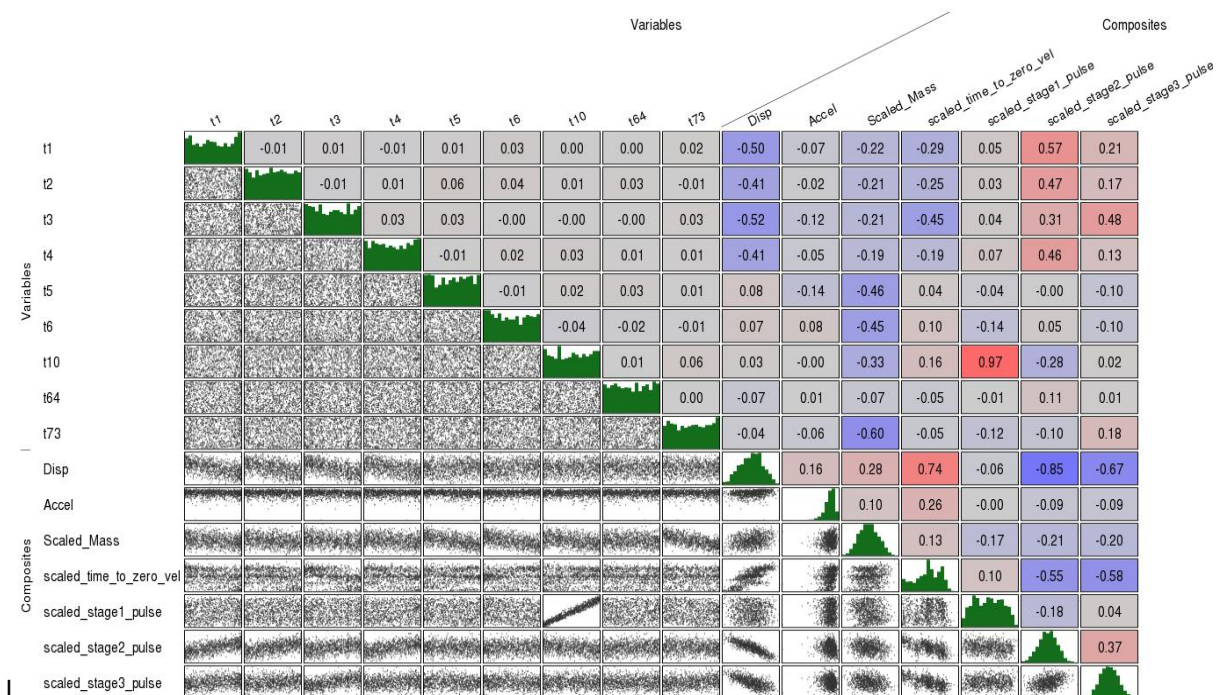 Variables Composites
t1 t2 t3 t4 t5 t6 t10 t64 t73 Disp Accel Scaled_Mass scaled_time_to_zero_vel scaled_stage1_pulse scaled_stage2_pulse scaled_stage3_pulse
t1 -0.01 0.01 -0.01 0.01 0.03 0.00 0.00 0.02 -0.50 -0.07 -0.22 -0.29 0.05 0.57 0.21
t2 -0.01 0.01 0.06 0.04 0.01 0.03 -0.01 -0.41 -0.02 -0.21 -0.25 0.03 0.47 0.17
t3 0.03 0.03 -0.00 -0.00 -0.00 0.03 -0.52 -0.12 -0.21 -0.45 0.04 0.31 0.48
t4 -0.01 0.02 0.03 0.01 0.01 -0.41 -0.05 -0.19 -0.19 0.07 0.46 0.13
Variables
t5 -0.01 0.02 0.03 0.01 0.08 -0.14 -0.46 0.04 -0.04 -0.00 -0.10
t6 -0.04 -0.02 -0.01 0.07 0.08 -0.45 0.10 -0.14 0.05 -0.10
t10 0.01 0.06 0.03 -0.00 -0.33 0.16 0.97 -0.28 0.02
t64 0.00 -0.07 0.01 -0.07 -0.05 -0.01 0.11 0.01
t73 -0.04 -0.06 -0.60 -0.05 -0.12 -0.10 0.18
Disp 0.16 0.28 0.74 -0.06 -0.85 -0.67
Accel 0.10 0.26 -0.00 -0.09 -0.09
Scaled_Mass 0.13 -0.17 -0.21 -0.20
Composites
scaled_time_to_zero_vel 0.10 -0.55 -0.58
scaled_stage1_pulse -0.18 0.04
scaled_stage2_pulse 0.37
scaled_stage3_pulse